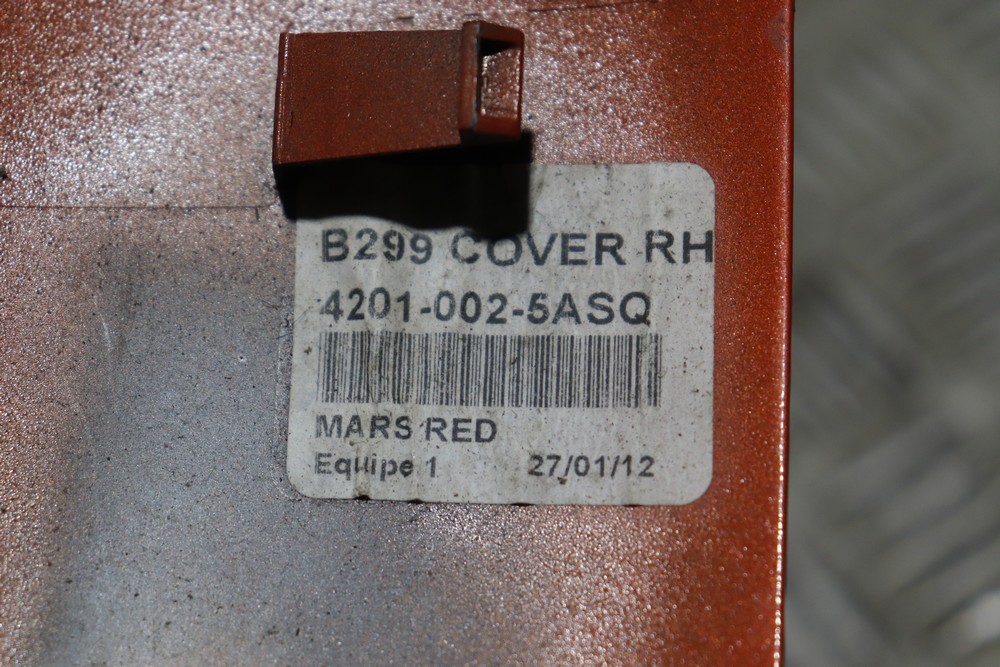 B299 COVER RH
4201-002-5ASQ
MARS RED
Equipe 1 27/01/12